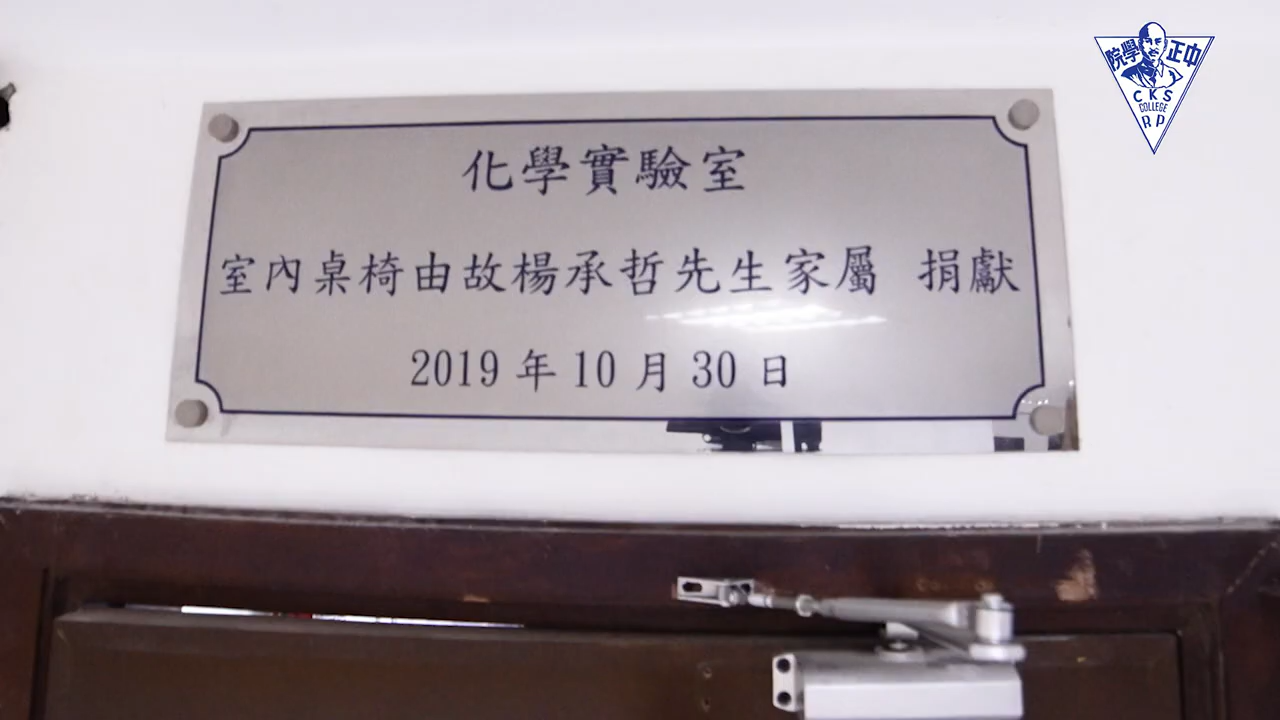 化學實驗室
室內桌椅由故楊承哲先生家屬 捐獻
2019 年 10 月 30 日
院學 正中
CKS
COLLEGE
RP